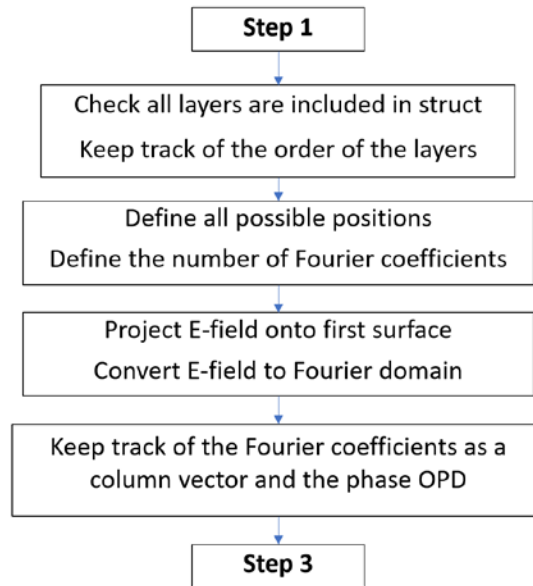 Step 1
Check all layers are included in struct
Keep track of the order of the layers
Define all possible positions
Define the number of Fourier coefficients
Project E-field onto first surface
Convert E-field to Fourier domain
Keep track of the Fourier coefficients as a
column vector and the phase OPD
Step 3